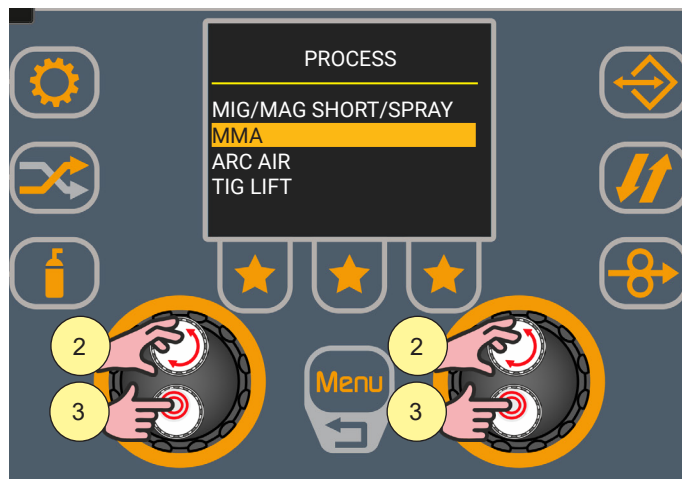 PROCESS
MIG/MAG SHORT/SPRAY
MMA
ARC AIR
TIG LIFT
2
2
3
3
Menu